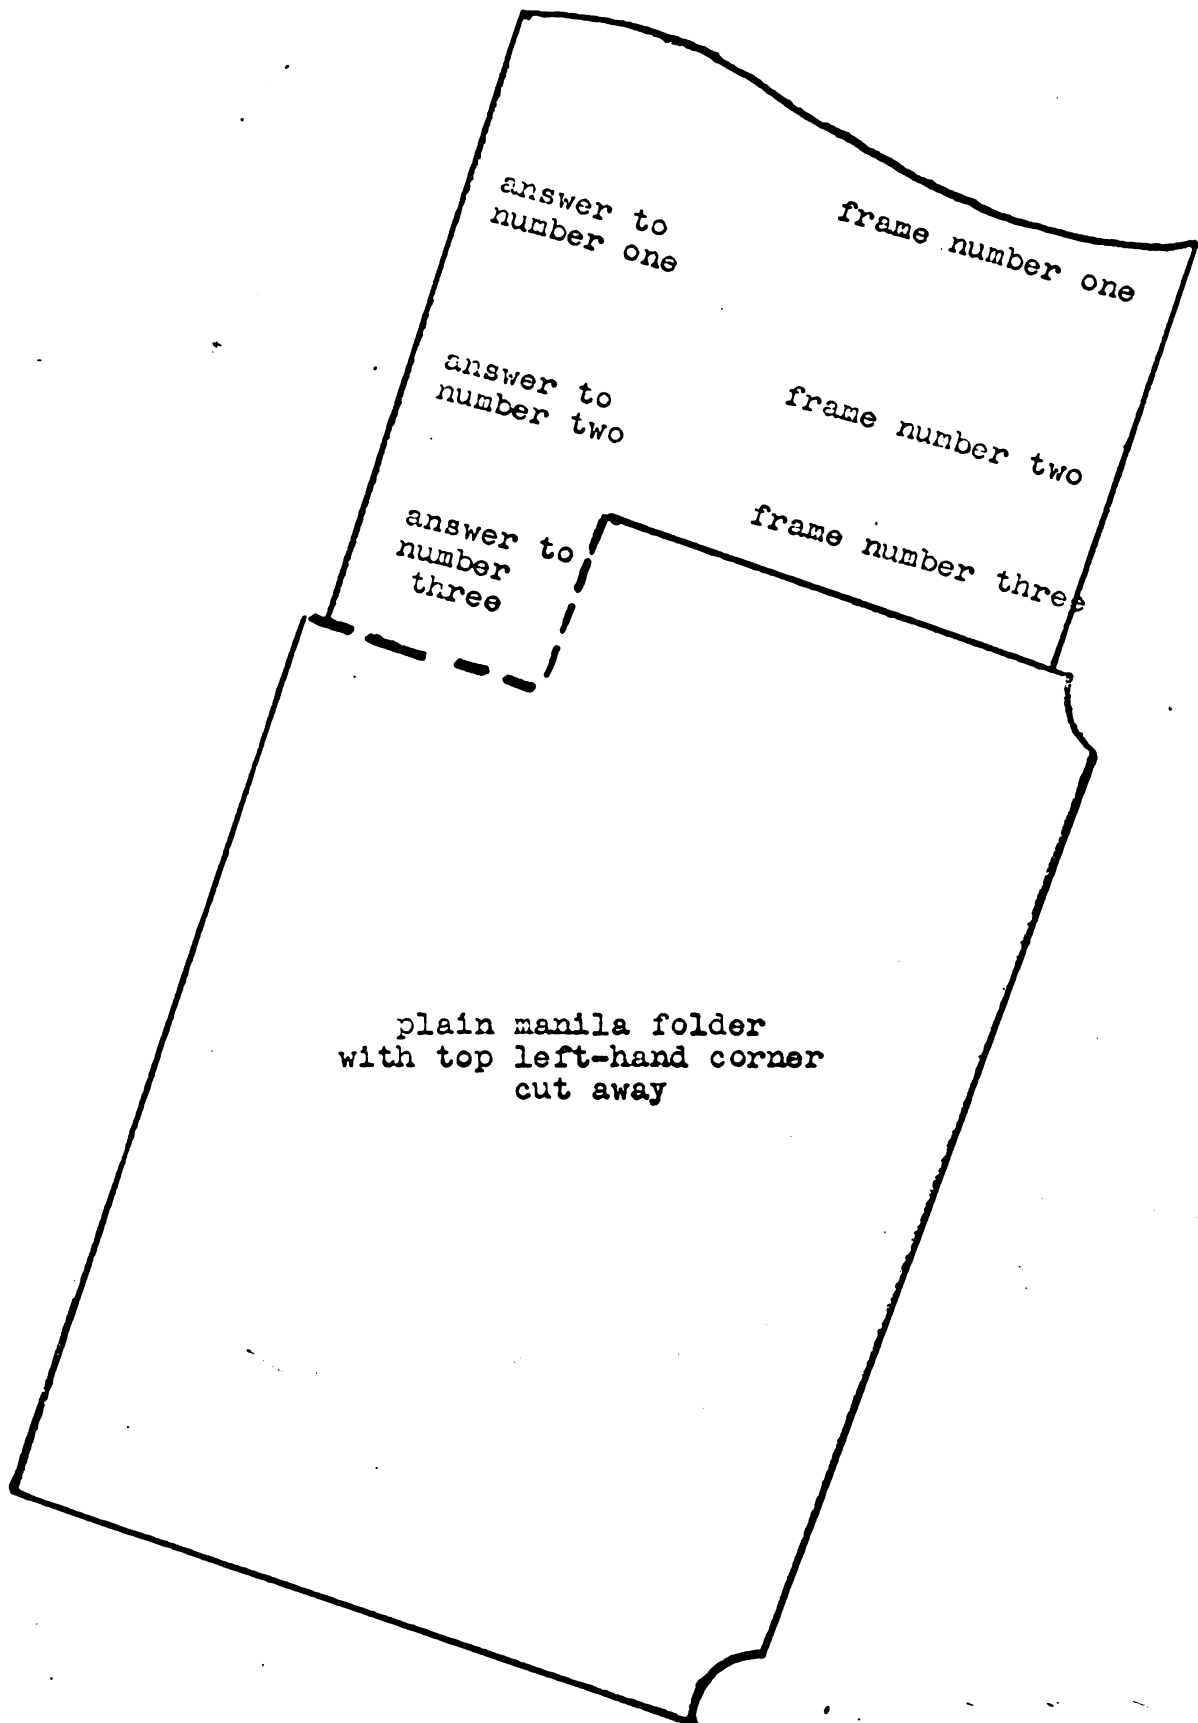 answer to
number one
frame number one
answer to
number two
frame number two
answer to
number
three
frame number three
plain manila folder
with top left-hand corner
cut away